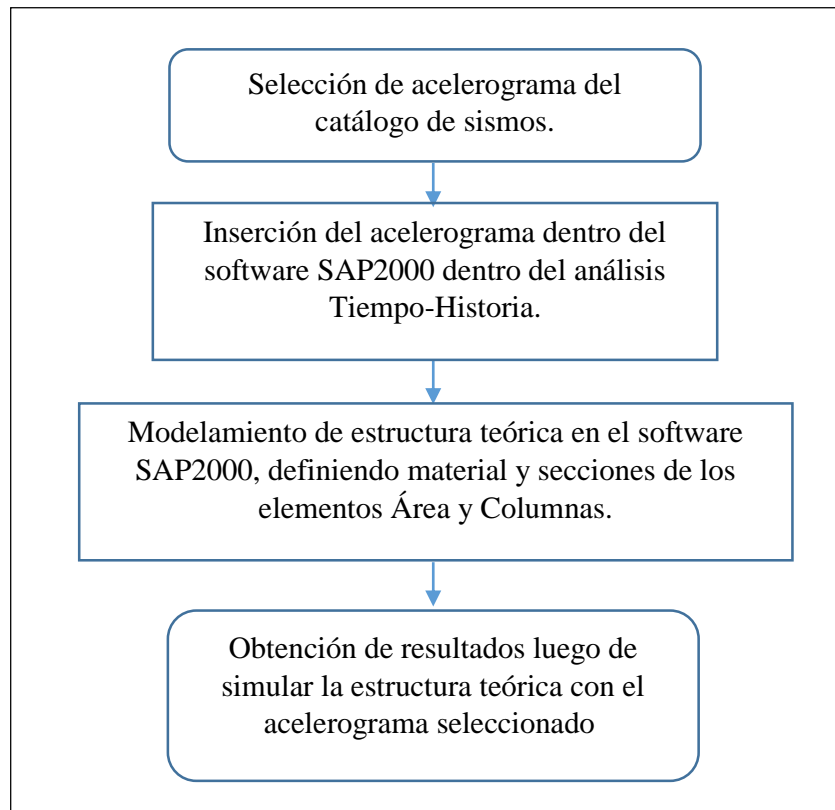 Selección de acelerograma del
catálogo de sismos.
Inserción del acelerograma dentro del
software SAP2000 dentro del análisis
Tiempo-Historia.
Modelamiento de estructura teórica en el software
SAP2000, definiendo material y secciones de los
elementos Área y Columnas.
Obtención de resultados luego de
simular la estructura teórica con el
acelerograma seleccionado